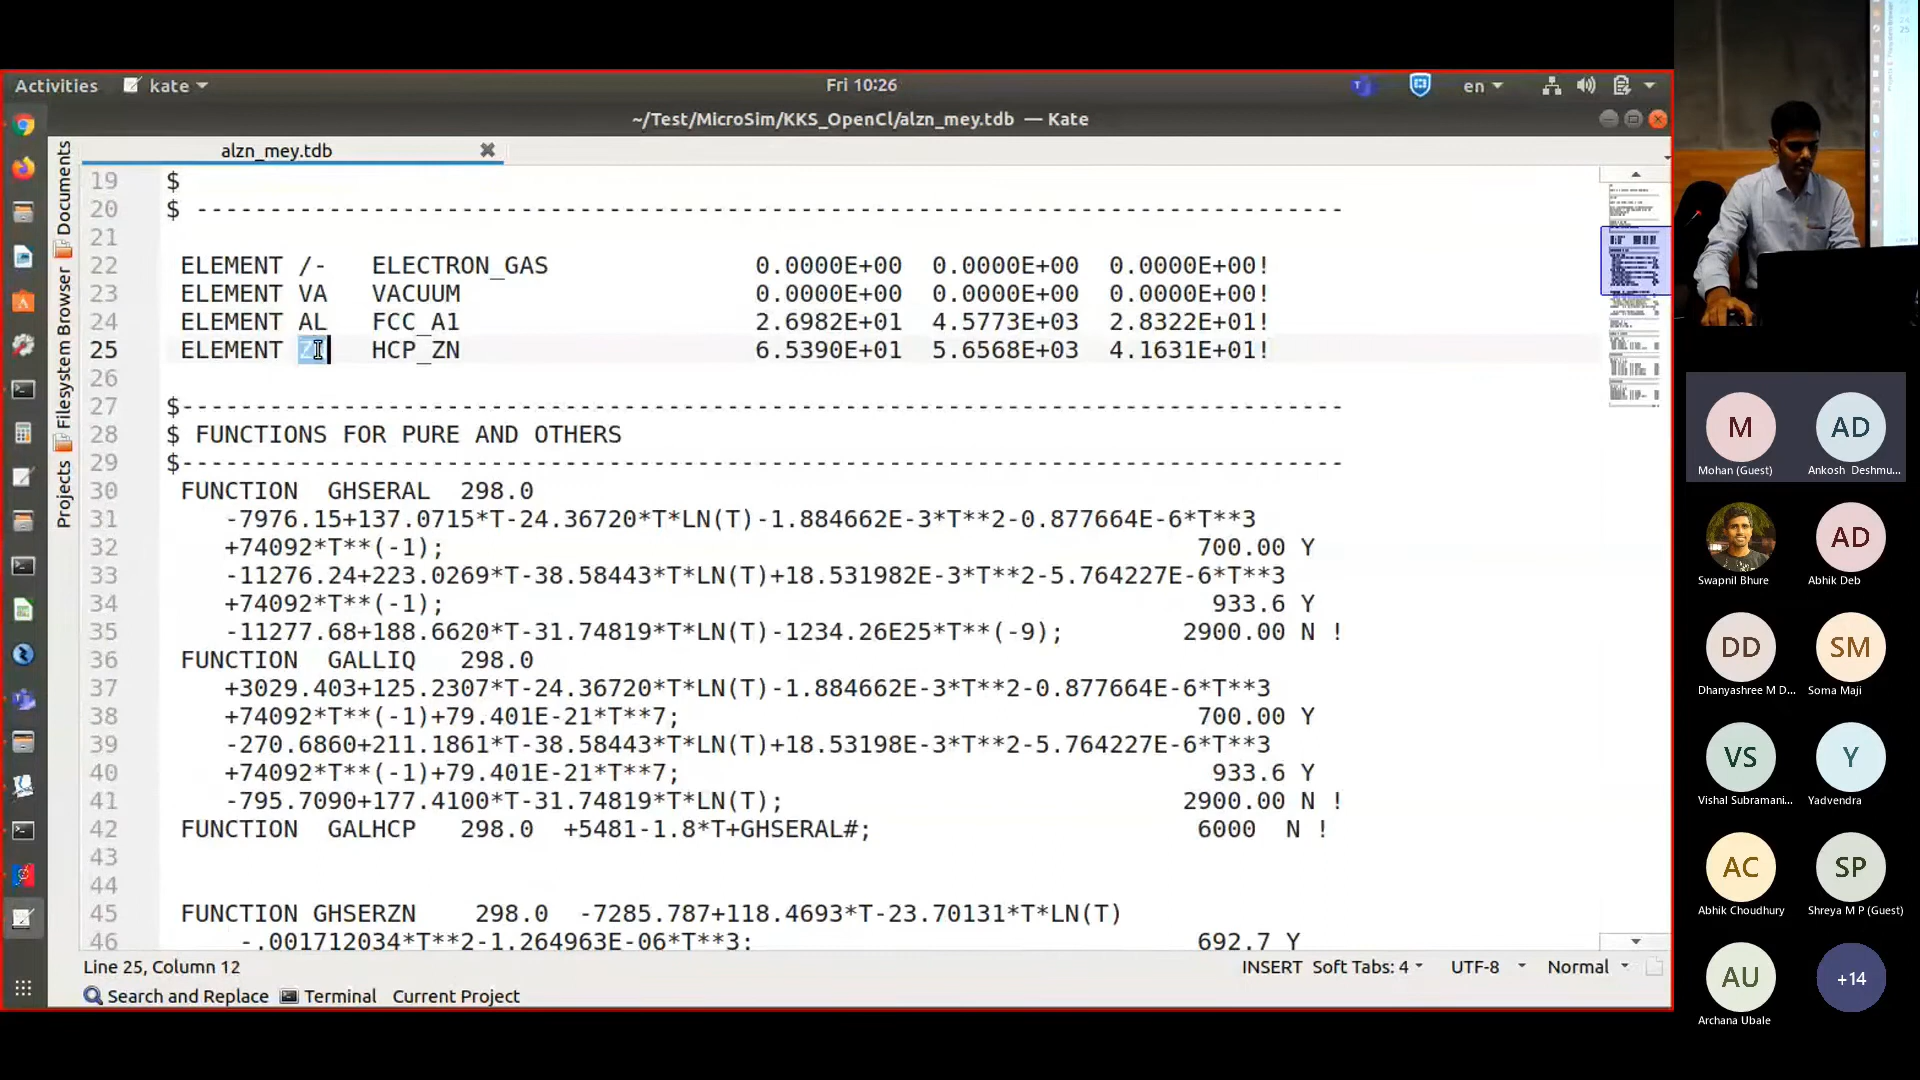 Activities kate Fri 10:26 en
~/Test/MicroSim/KKS_OpenCl/alzn_mey.tdb — Kate
alzn_mey.tdb
Documents
Filesystem Browser
Projects
19 $
20 $ ------------------------------------------------------------------------------
21
22 ELEMENT /- ELECTRON_GAS 0.0000E+00 0.0000E+00 0.0000E+00!
23 ELEMENT VA VACUUM 0.0000E+00 0.0000E+00 0.0000E+00!
24 ELEMENT AL FCC_A1 2.6982E+01 4.5773E+03 2.8322E+01!
25 ELEMENT HCP_ZN 6.5390E+01 5.6568E+03 4.1631E+01!
26
27 $-------------------------------------------------------------------------------
28 $ FUNCTIONS FOR PURE AND OTHERS
29 $-------------------------------------------------------------------------------
30 FUNCTION GHSERAL 298.0
31 -7976.15+137.0715*T-24.36720*T*LN(T)-1.884662E-3*T**2-0.877664E-6*T**3
32 +74092*T**(-1); 700.00 Y
33 -11276.24+223.0269*T-38.58443*T*LN(T)+18.531982E-3*T**2-5.764227E-6*T**3
34 +74092*T**(-1); 933.6 Y
35 -11277.68+188.6620*T-31.74819*T*LN(T)-1234.26E25*T**(-9); 2900.00 N !
36 FUNCTION GALLIQ 298.0
37 +3029.403+125.2307*T-24.36720*T*LN(T)-1.884662E-3*T**2-0.877664E-6*T**3
38 +74092*T**(-1)+79.401E-21*T**7; 700.00 Y
39 -270.6860+211.1861*T-38.58443*T*LN(T)+18.53198E-3*T**2-5.764227E-6*T**3
40 +74092*T**(-1)+79.401E-21*T**7; 933.6 Y
41 -795.7090+177.4100*T-31.74819*T*LN(T); 2900.00 N !
42 FUNCTION GALHCP 298.0 +5481-1.8*T+GHSERAL#; 6000 N !
43
44
45 FUNCTION GHSERZN 298.0 -7285.787+118.4693*T-23.70131*T*LN(T)
46 -.001712034*T**2-1.264963E-06*T**3; 692.7 Y
Line 25, Column 12 INSERT Soft Tabs: 4 UTF-8 Normal
Search and Replace Terminal Current Project
M AD
Mohan (Guest) Ankosh Deshmu...
AD
Swapnil Bhure Abhik Deb
DD SM
Dhanyashree M D... Soma Maji
VS Y
Vishal Subramani... Yadvendra
AC SP
Abhik Choudhury Shreya M P (Guest)
AU +14
Archana Ubale